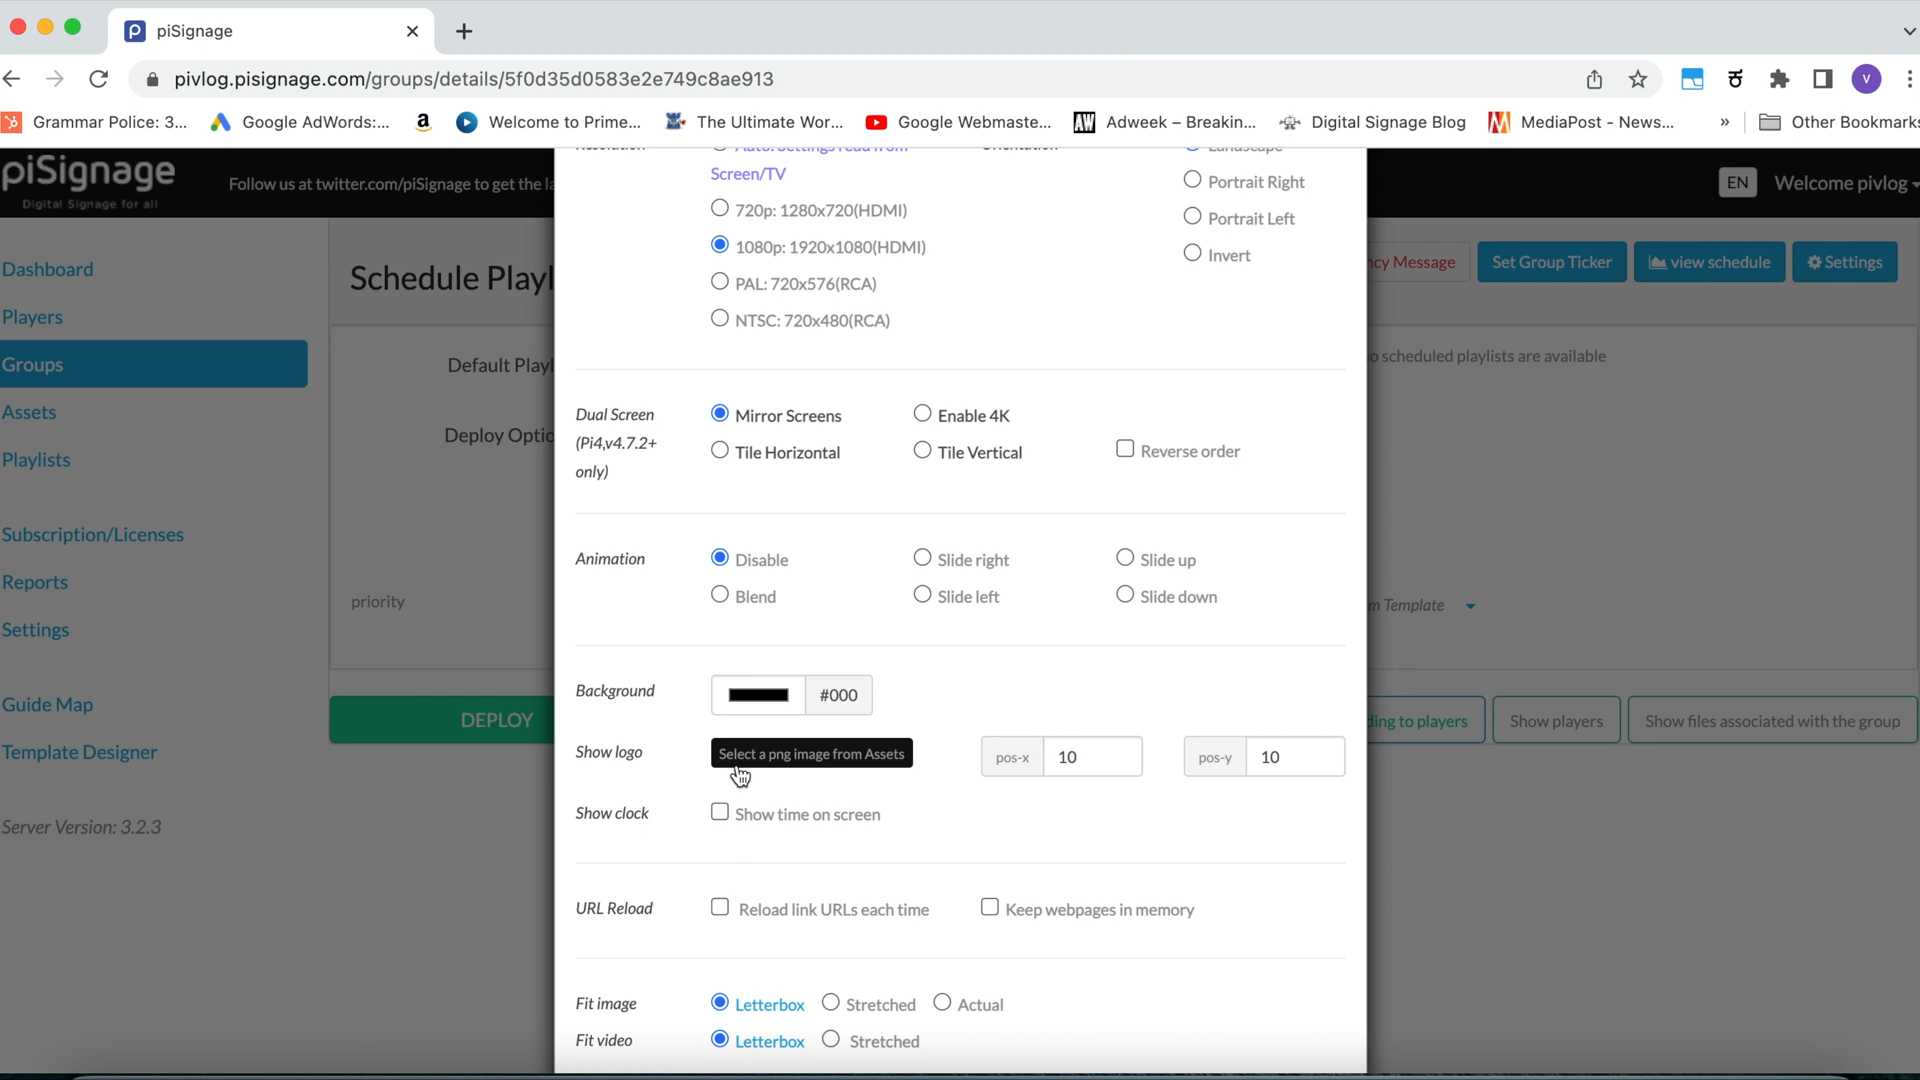 piSignage
pivlog.pisignage.com/groups/details/5f0d35d0583e2e749c8ae913
V
Grammar Police: 3...
Google AdWords:...
Welcome to Prime...
The Ultimate Wor...
Google Webmaste...
AW
Adweek – Breakin...
Digital Signage Blog
MediaPost - News...
»
Other Bookmarks
piSignage
Digital Signage for all
Follow us at twitter.com/piSignage to get the la
EN
Welcome pivlog
Dashboard
Players
Groups
Assets
Playlists
Subscription/Licenses
Reports
Settings
Guide Map
Template Designer
Server Version: 3.2.3
Schedule Playl
Default Playl
Deploy Optio
priority
DEPLOY
Resolution
Auto: Settings read from
Screen/TV
720p: 1280x720(HDMI)
1080p: 1920x1080(HDMI)
PAL: 720x576(RCA)
NTSC: 720x480(RCA)
Orientation
Landscape
Portrait Right
Portrait Left
Invert
Dual Screen
(Pi4,v4.7.2+
only)
Mirror Screens
Enable 4K
Tile Horizontal
Tile Vertical
Reverse order
Animation
Disable
Slide right
Slide up
Blend
Slide left
Slide down
Background
#000
Show logo
Select a png image from Assets
pos-x
10
pos-y
10
Show clock
Show time on screen
URL Reload
Reload link URLs each time
Keep webpages in memory
Fit image
Letterbox
Stretched
Actual
Fit video
Letterbox
Stretched
ncy Message
Set Group Ticker
view schedule
Settings
o scheduled playlists are available
m Template
ding to players
Show players
Show files associated with the group